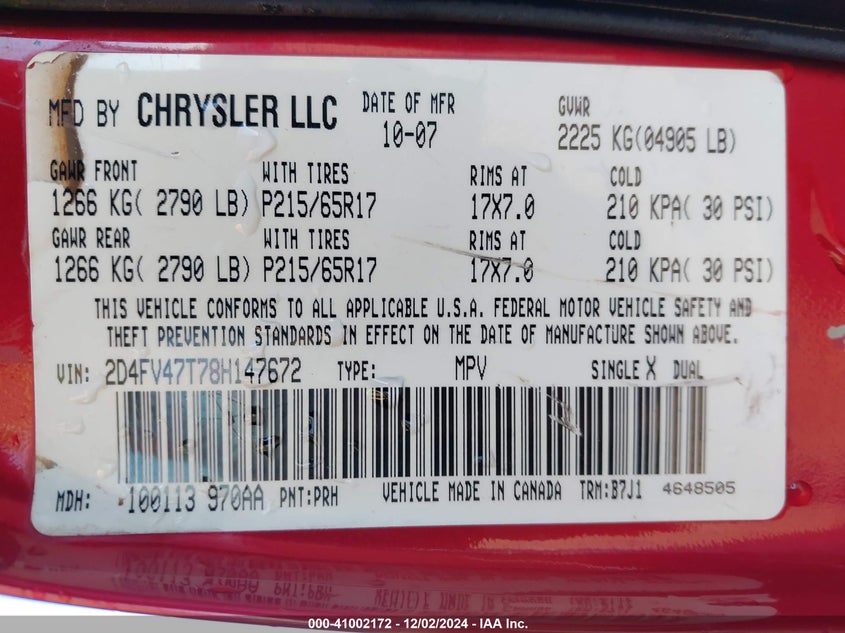 MFD BY CHRYSLER LLC DATE OF MFR GVWR
10-07 2225 KG(04905 LB)
GAWR FRONT WITH TIRES RIMS AT COLD
1266 KG( 2790 LB) P215/65R17 17X7.0 210 KPA( 30 PSI)
GAWR REAR WITH TIRES RIMS AT COLD
1266 KG( 2790 LB) P215/65R17 17X7.0 210 KPA( 30 PSI)
THIS VEHICLE CONFORMS TO ALL APPLICABLE U.S.A. FEDERAL MOTOR VEHICLE SAFETY AND
THEFT PREVENTION STANDARDS IN EFFECT ON THE DATE OF MANUFACTURE SHOWN ABOVE.
VIN: 2D4FV47T78H147672 TYPE: MPV SINGLE X DUAL
MDH: 100113 970AA PNT:PRH VEHICLE MADE IN CANADA TRM:B7J1 4648505
000-41002172 - 12/02/2024 - IAA Inc.